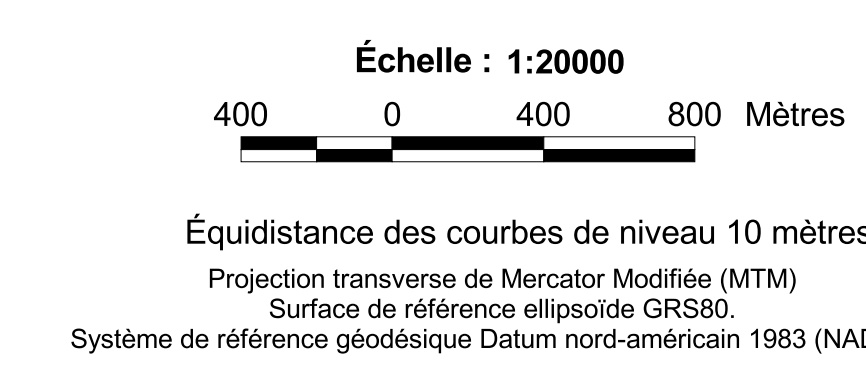 Échelle : 1:20000
400 0 400 800 Mètres
Équidistance des courbes de niveau 10 mètres
Projection transverse de Mercator Modifiée (MTM)
Surface de référence ellipsoïde GRS80.
Système de référence géodésique Datum nord-américain 1983 (NAD